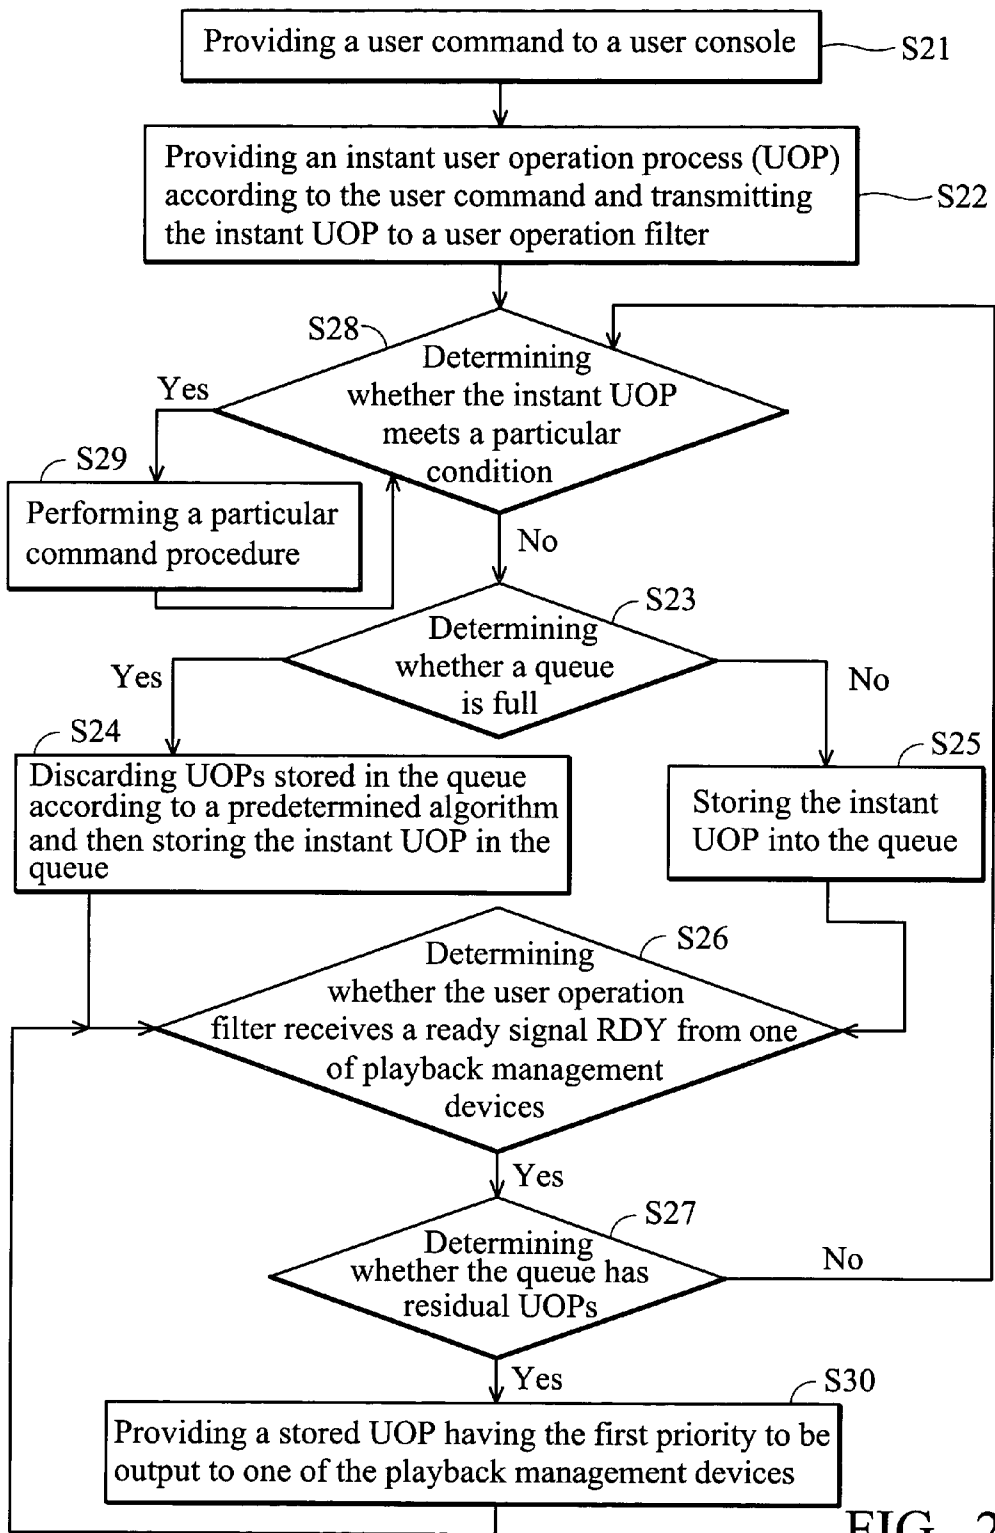 Providing a user command to a user console
S21
Providing an instant user operation process (UOP)
according to the user command and transmitting
the instant UOP to a user operation filter
S22
S28
Determining
whether the instant UOP
meets a particular
condition
Yes
S29
Performing a particular
command procedure
No
S23
Determining
whether a queue
is full
Yes
No
S24
Discarding UOPs stored in the queue
according to a predetermined algorithm
and then storing the instant UOP in the
queue
S25
Storing the instant
UOP into the queue
S26
Determining
whether the user operation
filter receives a ready signal RDY from one
of playback management
devices
Yes
S27
Determining
whether the queue has
residual UOPs
No
Yes
S30
Providing a stored UOP having the first priority to be
output to one of the playback management devices
FIG. 2